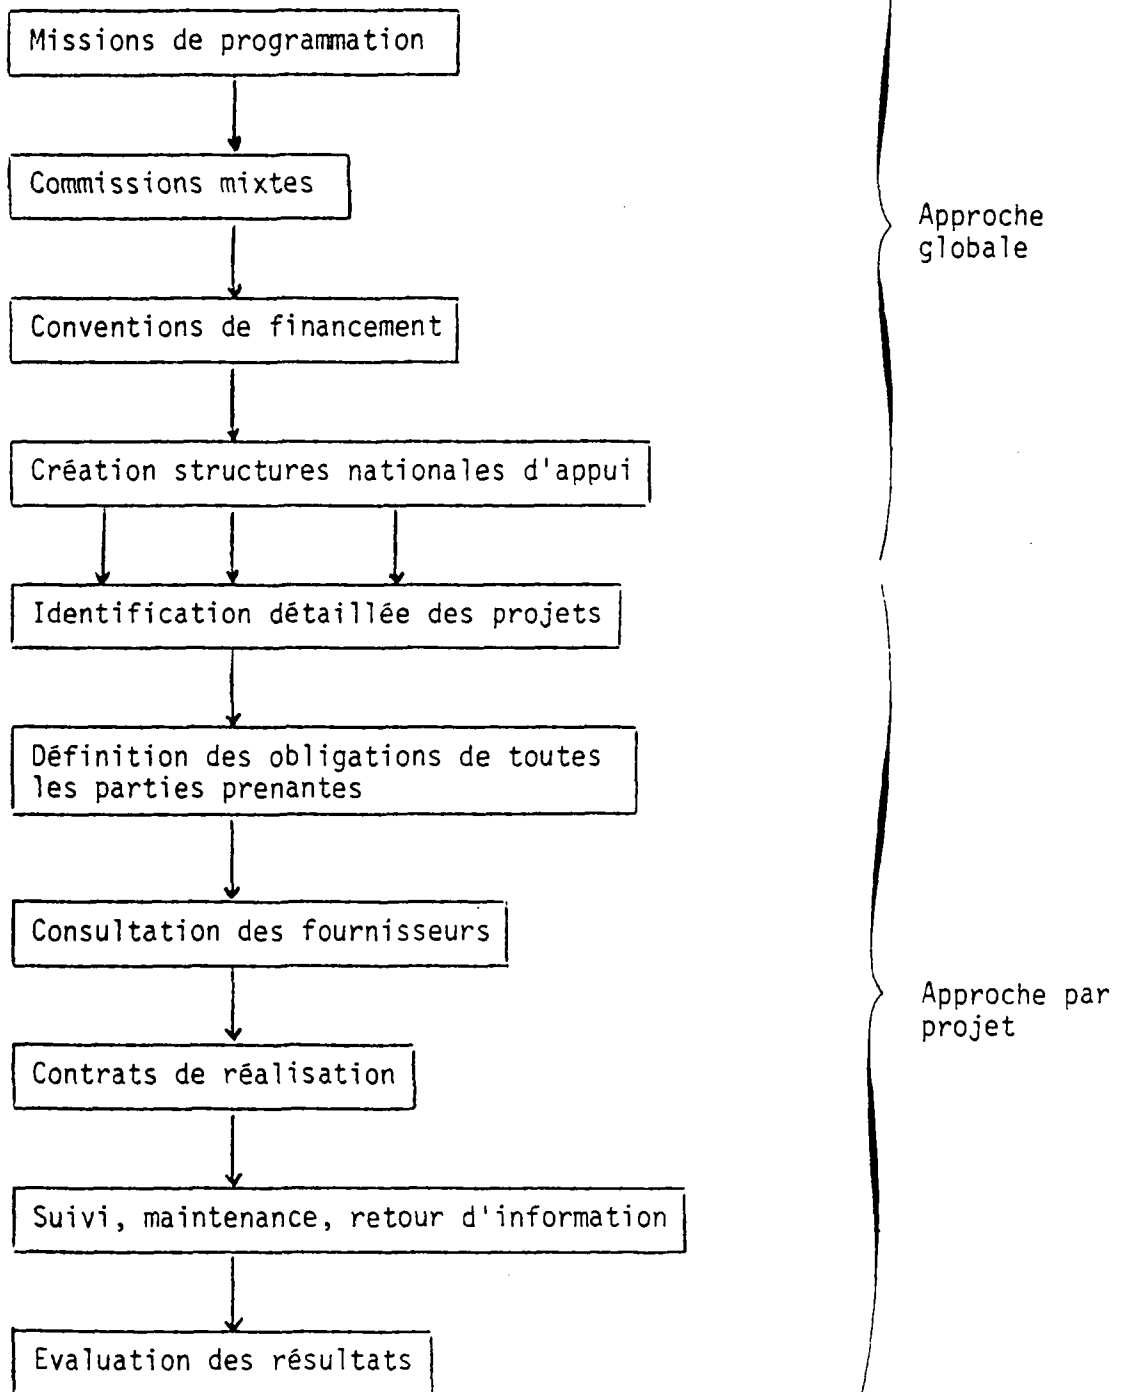 Missions de programmation
Commissions mixtes
Approche
globale
Conventions de financement
Création structures nationales d'appui
Identification détaillée des projets
Définition des obligations de toutes
les parties prenantes
Consultation des fournisseurs
Approche par
projet
Contrats de réalisation
Suivi, maintenance, retour d'information
Evaluation des résultats